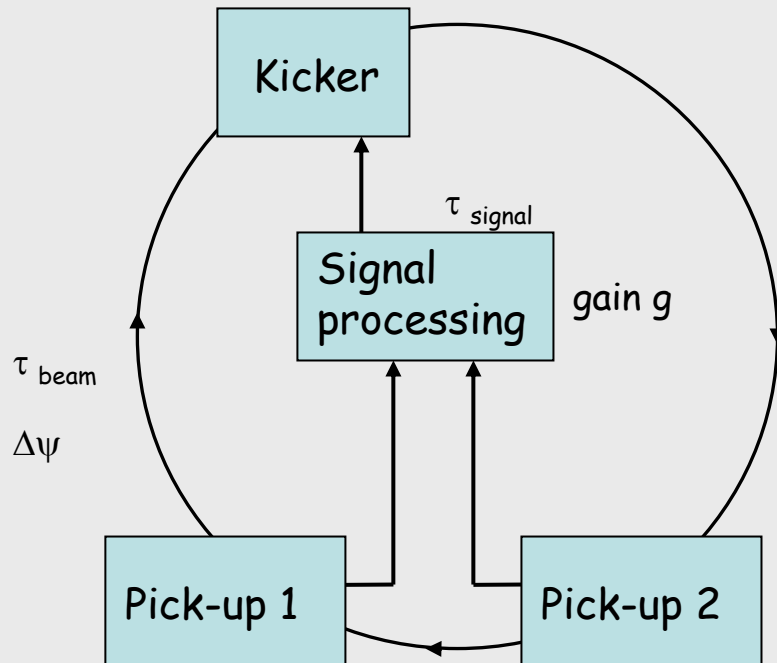 Kicker
τ signal
Signal
processing
gain g
τ beam
Δψ
Pick-up 1
Pick-up 2